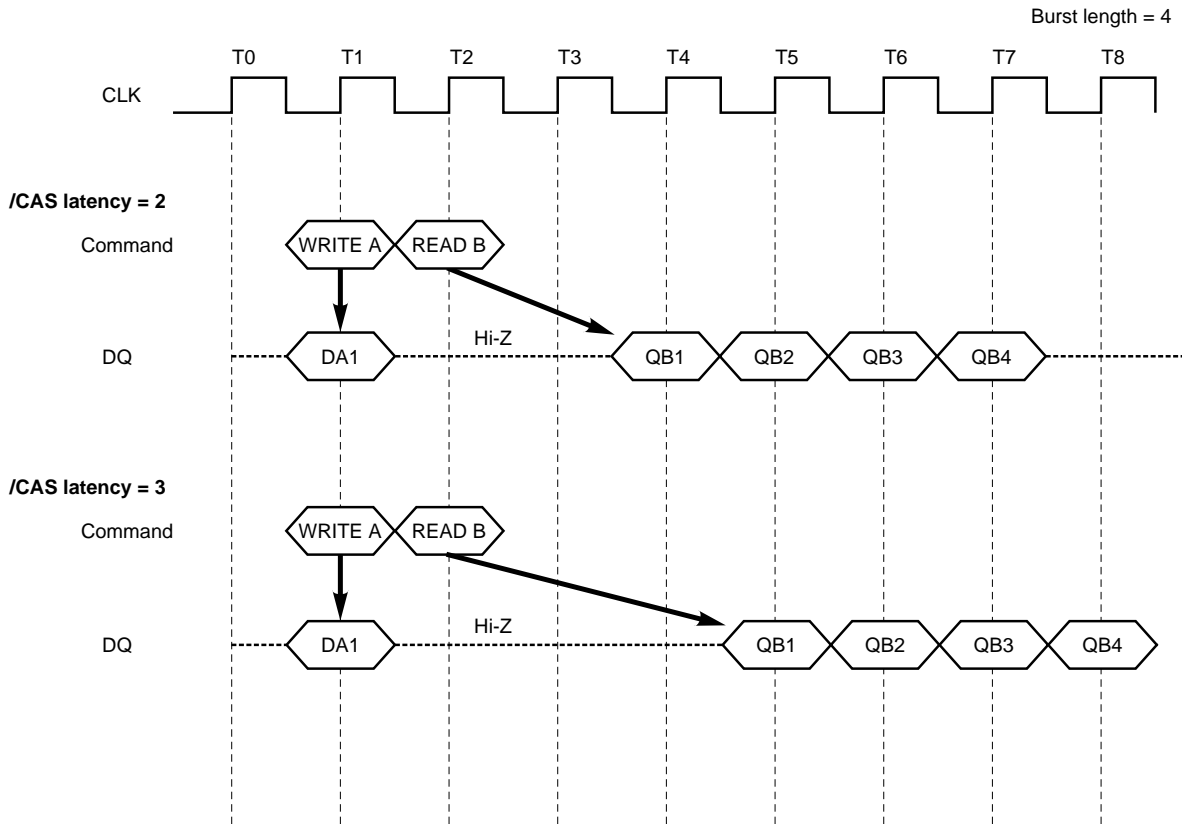 Burst length = 4
T0 T1 T2 T3 T4 T5 T6 T7 T8
CLK
/CAS latency = 2
Command WRITE A READ B
Hi-Z
DQ DA1 QB1 QB2 QB3 QB4
/CAS latency = 3
Command WRITE A READ B
Hi-Z
DQ DA1 QB1 QB2 QB3 QB4